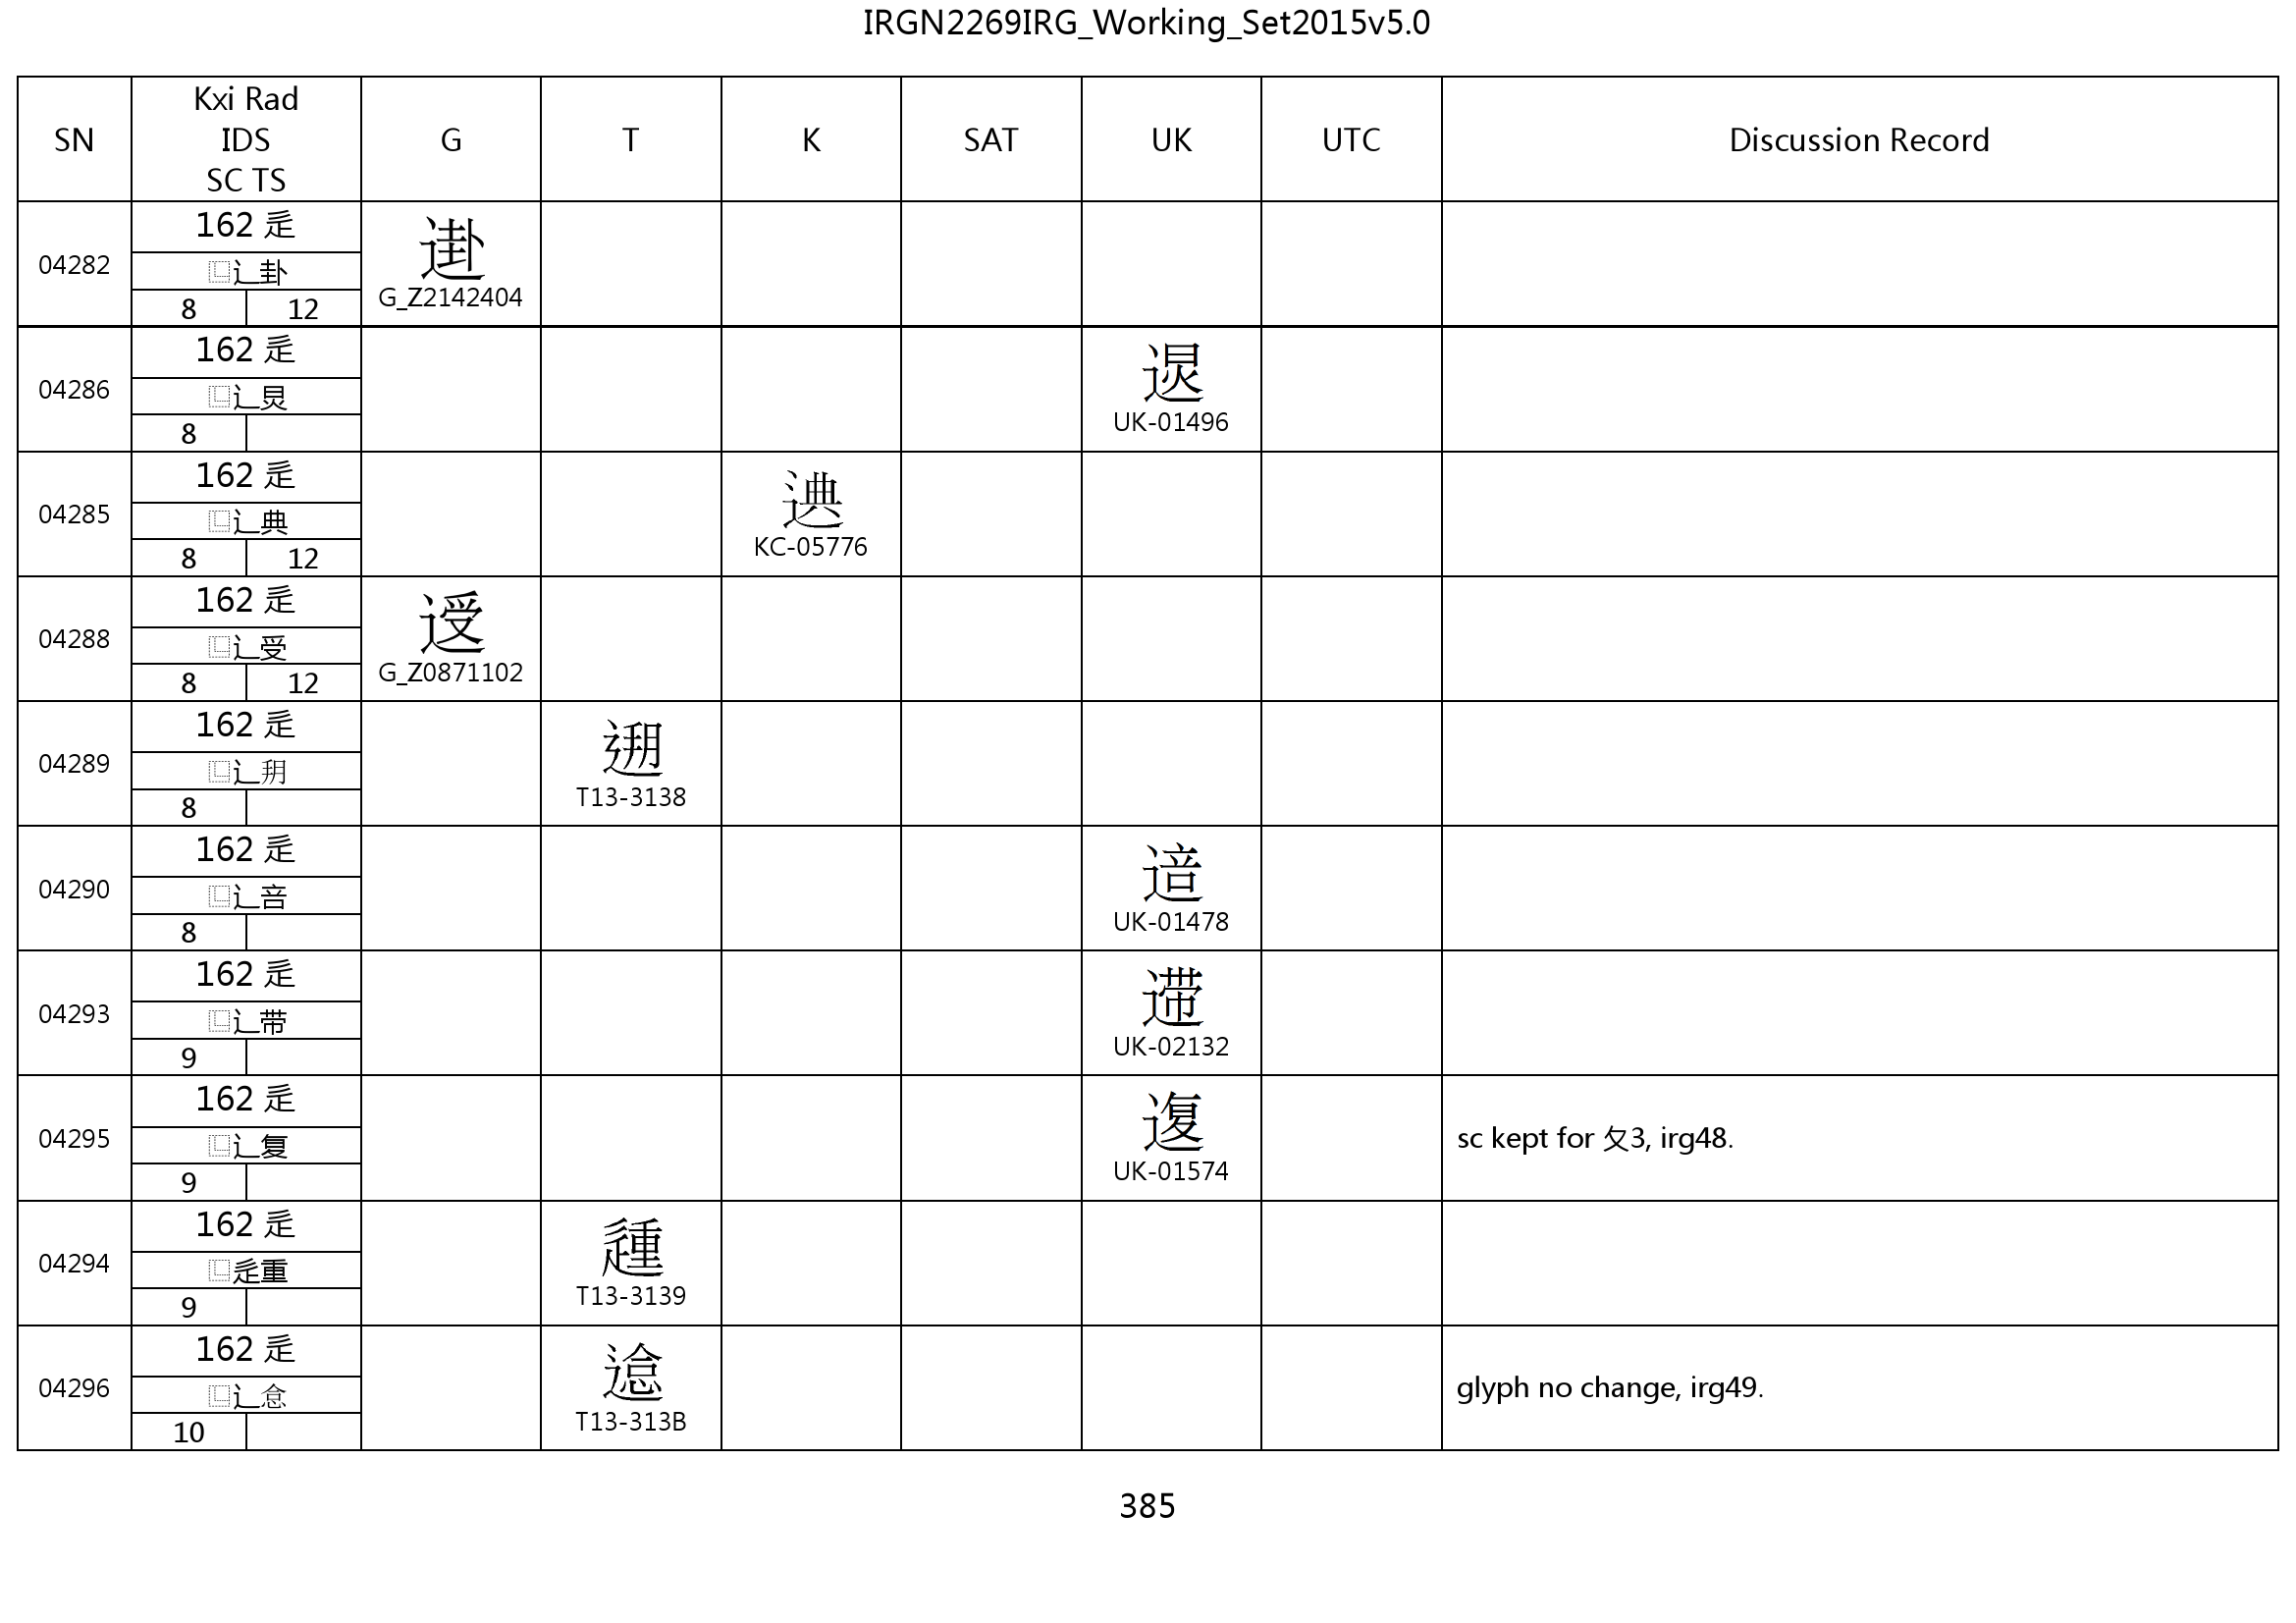 IRGN2269IRG_Working_Set2015v5.0
SN Kxi Rad IDS SC TS G T K SAT UK UTC Discussion Record
04282 162 辵
⿺辶卦
8 12
G_Z2142404
04286 162 辵
⿺辶炅
8
UK-01496
04285 162 辵
⿺辶典
8 12
KC-05776
04288 162 辵
⿺辶受
8 12
G_Z0871102
04289 162 辵
⿺辶
8
T13-3138
04290 162 辵
⿺辶咅
8
UK-01478
04293 162 辵
⿺辶带
9
UK-02132
04295 162 辵
⿺辶复
9
UK-01574
sc kept for 夂3, irg48.
04294 162 辵
⿺辵重
9
T13-3139
04296 162 辵
⿺辶
10
T13-313B
glyph no change, irg49.
385